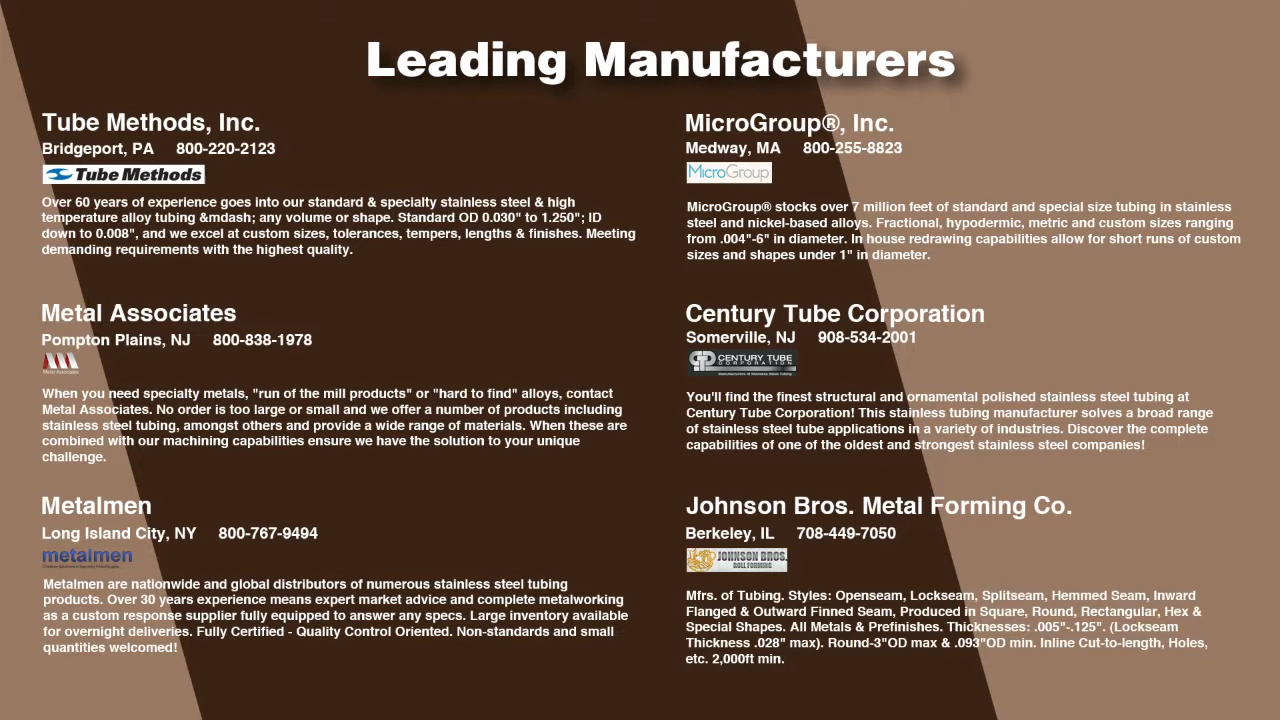 Leading Manufacturers
Tube Methods, Inc.
Bridgeport, PA 800-220-2123
Tube Methods
Over 60 years of experience goes into our standard & specialty stainless steel & high
temperature alloy tubing &mdash; any volume or shape. Standard OD 0.030" to 1.250"; ID
down to 0.008", and we excel at custom sizes, tolerances, tempers, lengths & finishes. Meeting
demanding requirements with the highest quality.
Metal Associates
Pompton Plains, NJ 800-838-1978
Metal Associates
When you need specialty metals, "run of the mill products" or "hard to find" alloys, contact
Metal Associates. No order is too large or small and we offer a number of products including
stainless steel tubing, amongst others and provide a wide range of materials. When these are
combined with our machining capabilities ensure we have the solution to your unique
challenge.
Metalmen
Long Island City, NY 800-767-9494
metalmen
Metalmen are nationwide and global distributors of numerous stainless steel tubing
products. Over 30 years experience means expert market advice and complete metalworking
as a custom response supplier fully equipped to answer any specs. Large inventory available
for overnight deliveries. Fully Certified - Quality Control Oriented. Non-standards and small
quantities welcomed!
MicroGroup®, Inc.
Medway, MA 800-255-8823
MicroGroup
MicroGroup® stocks over 7 million feet of standard and special size tubing in stainless
steel and nickel-based alloys. Fractional, hypodermic, metric and custom sizes ranging
from .004"-6" in diameter. In house redrawing capabilities allow for short runs of custom
sizes and shapes under 1" in diameter.
Century Tube Corporation
Somerville, NJ 908-534-2001
CENTURY TUBE
CORPORATION
Manufacturers of Stainless Steel Tubing
You'll find the finest structural and ornamental polished stainless steel tubing at
Century Tube Corporation! This stainless tubing manufacturer solves a broad range
of stainless steel tube applications in a variety of industries. Discover the complete
capabilities of one of the oldest and strongest stainless steel companies!
Johnson Bros. Metal Forming Co.
Berkeley, IL 708-449-7050
JOHNSON BROS.
ROLL FORMING
Mfrs. of Tubing. Styles: Openseam, Lockseam, Splitseam, Hemmed Seam, Inward
Flanged & Outward Finned Seam, Produced in Square, Round, Rectangular, Hex &
Special Shapes. All Metals & Prefinishes. Thicknesses: .005"-.125". (Lockseam
Thickness .028" max). Round-3"OD max & .093"OD min. Inline Cut-to-length, Holes,
etc. 2,000ft min.